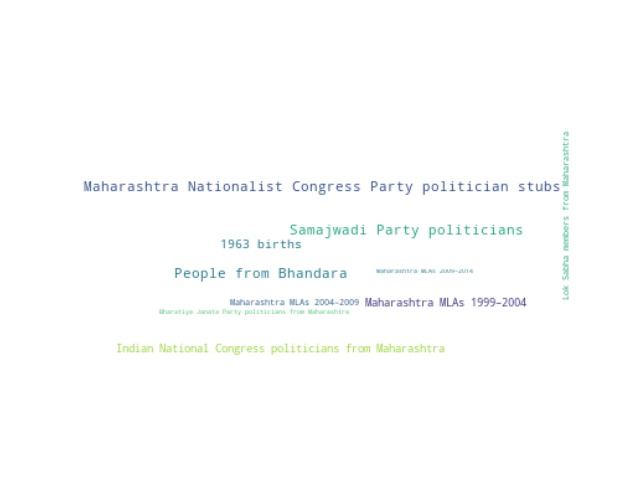 Lok Sabha members from Maharashtra
Maharashtra Nationalist Congress Party politician stubs
Samajwadi Party politicians
1963 births
People from Bhandara
Maharashtra MLAs 2009–2014
Maharashtra MLAs 2004–2009
Maharashtra MLAs 1999–2004
Bharatiya Janata Party politicians from Maharashtra
Indian National Congress politicians from Maharashtra